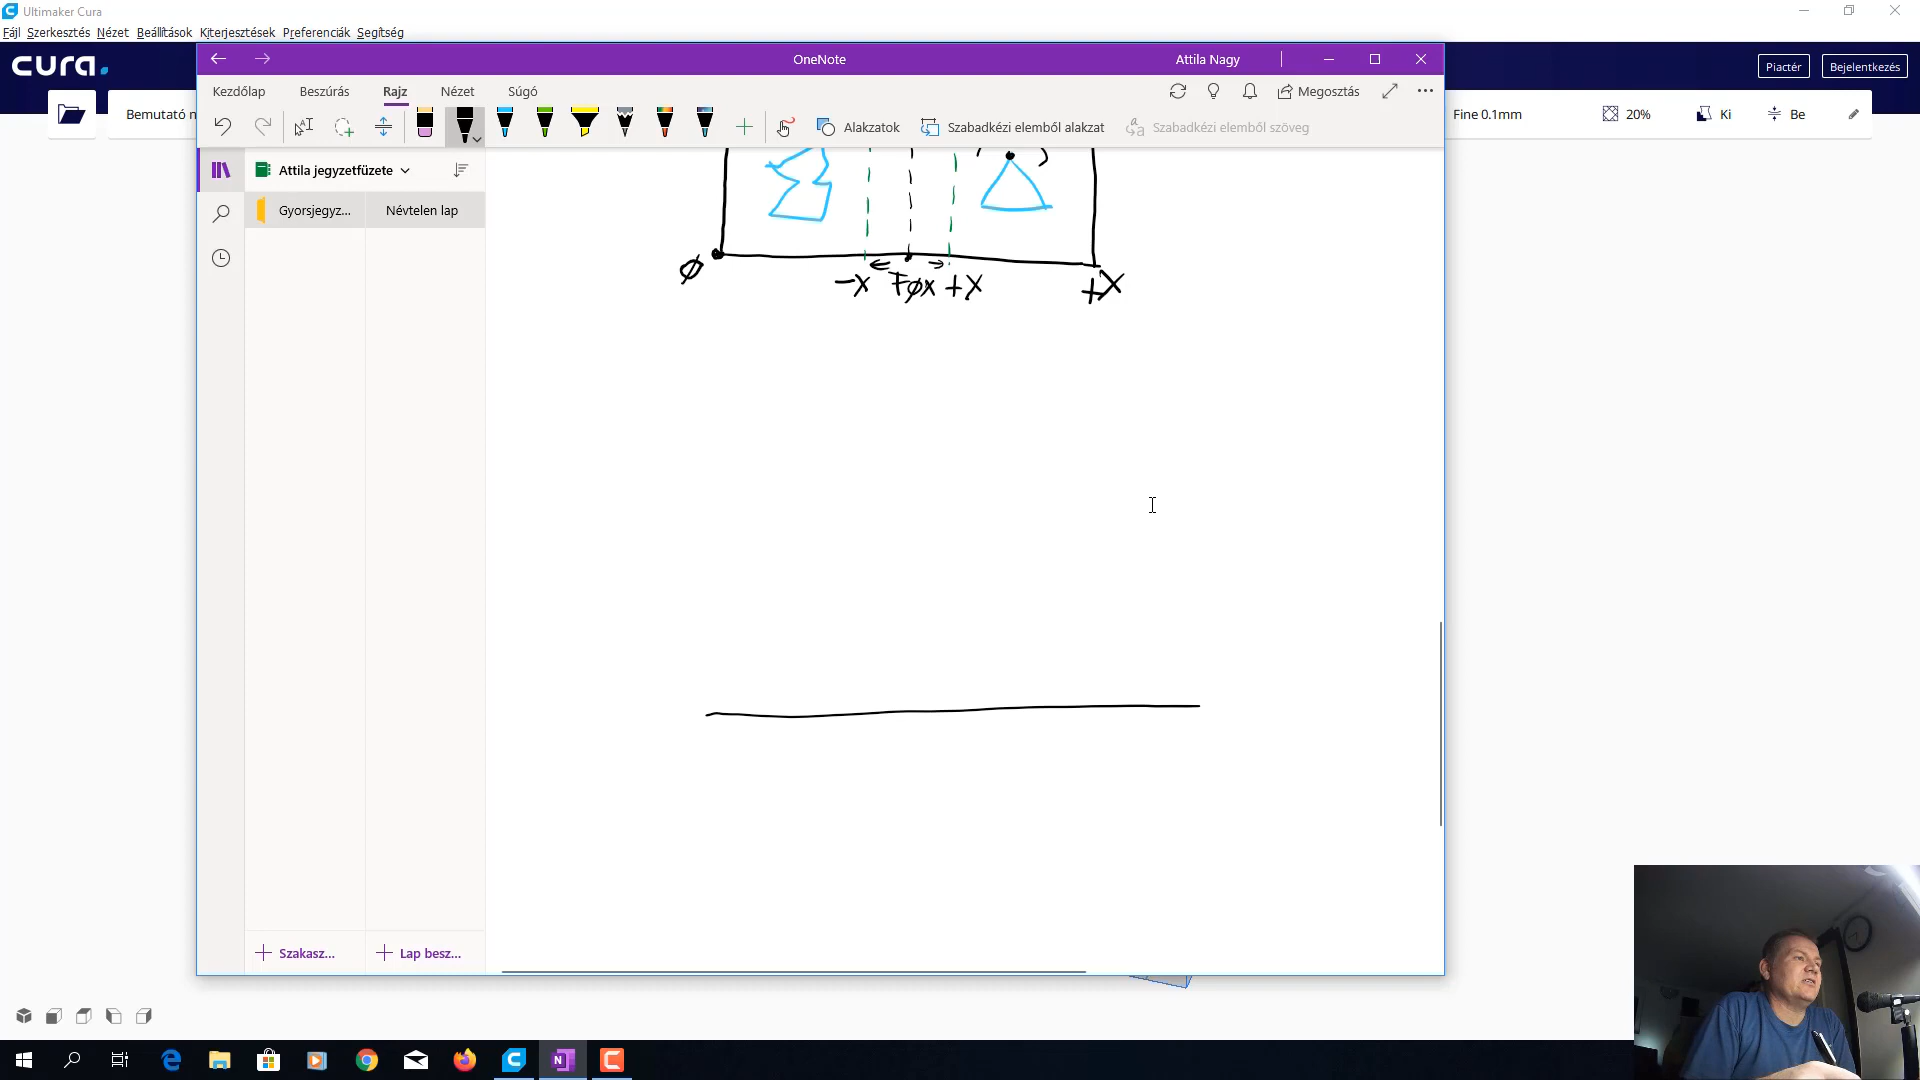 Ultimaker Cura
Fájl Szerkesztés Nézet Beállítások Kiterjesztések Preferenciák Segítség
cura.
Piactér
Bejelentkezés
Bemutató n
Fine 0.1mm
20%
Ki
Be
OneNote
Attila Nagy
Kezdőlap
Beszúrás
Rajz
Nézet
Súgó
Megosztás
Alakzatok
Szabadkézi elemből alakzat
Szabadkézi elemből szöveg
Attila jegyzetfüzete
Gyorsjegyz...
Névtelen lap
-X
+X
+X
Szakasz...
Lap besz...